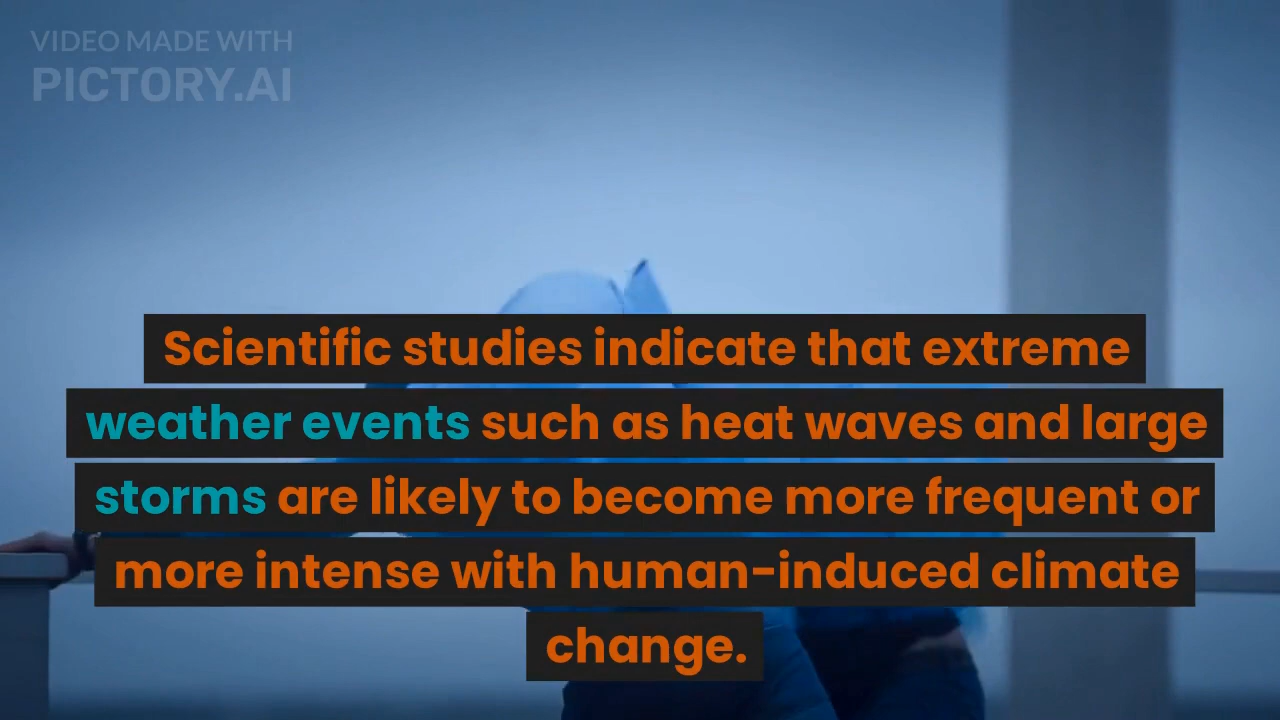 VIDEO MADE WITH
PICTORY.AI
Scientific studies indicate that extreme
weather events such as heat waves and large
storms are likely to become more frequent or
more intense with human-induced climate
change.